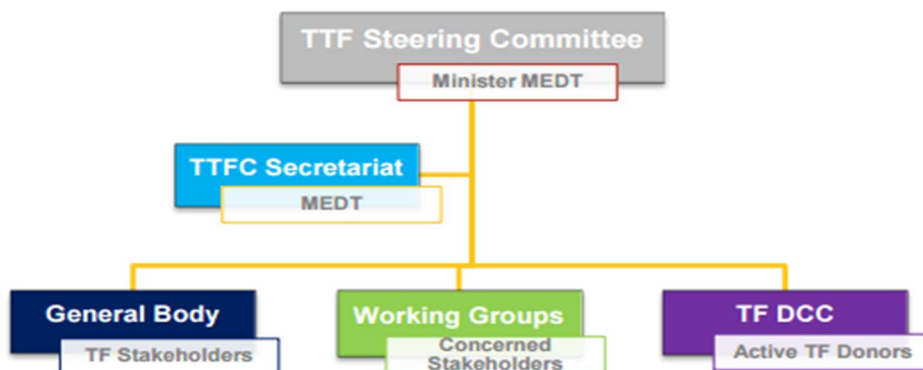 TTF Steering Committee
Minister MEDT
TTFC Secretariat
MEDT
General Body
TF Stakeholders
Working Groups
Concerned
Stakeholders
TF DCC
Active TF Donors